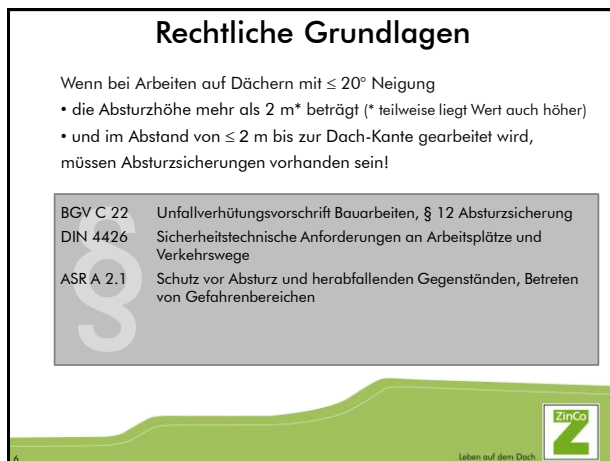 Rechtliche Grundlagen
Wenn bei Arbeiten auf Dächern mit ≤ 20° Neigung
• die Absturzhöhe mehr als 2 m* beträgt (* teilweise liegt Wert auch höher)
• und im Abstand von ≤ 2 m bis zur Dach-Kante gearbeitet wird,
müssen Absturzsicherungen vorhanden sein!
§
BGV C 22 Unfallverhütungsvorschrift Bauarbeiten, § 12 Absturzsicherung
DIN 4426 Sicherheitstechnische Anforderungen an Arbeitsplätze und
Verkehrswege
ASR A 2.1 Schutz vor Absturz und herabfallenden Gegenständen, Betreten
von Gefahrenbereichen
6
Leben auf dem Dach
ZinCo
Z